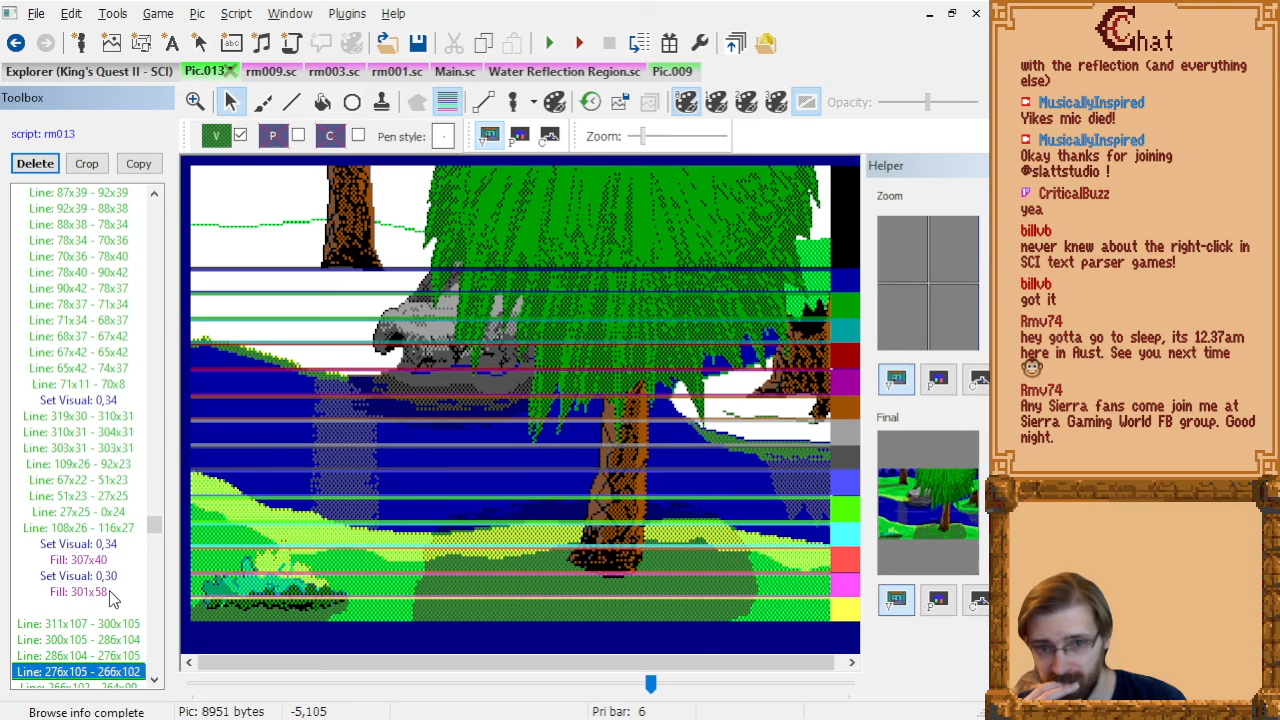 File Edit Tools Game Pic Script Window Plugins Help
Explorer (King's Quest II - SCI) Pic.013 rm009.sc rm003.sc rm001.sc Main.sc Water Reflection Region.sc Pic.009
Toolbox
Opacity:
script: rm013
V P C Pen style: Zoom:
Delete Crop Copy
Helper
Zoom
Final
Line: 87x39 - 92x39
Line: 92x39 - 88x38
Line: 88x38 - 78x34
Line: 78x34 - 70x36
Line: 70x36 - 78x40
Line: 78x40 - 90x42
Line: 90x42 - 78x37
Line: 78x37 - 71x34
Line: 71x34 - 68x37
Line: 68x37 - 67x42
Line: 67x42 - 65x42
Line: 65x42 - 74x37
Line: 71x11 - 70x8
Set Visual: 0,34
Line: 319x30 - 310x31
Line: 310x31 - 304x31
Line: 303x31 - 303x31
Line: 109x26 - 92x23
Line: 67x22 - 51x23
Line: 51x23 - 27x25
Line: 27x25 - 0x24
Line: 108x26 - 116x27
Set Visual: 0,34
Fill: 307x40
Set Visual: 0,30
Fill: 301x58
Line: 311x107 - 300x105
Line: 300x105 - 286x104
Line: 286x104 - 276x105
Line: 276x105 - 266x102
Line: 266x102 - 264x99
Browse info complete Pic: 8951 bytes -5,105 Pri bar: 6
Chat
with the reflection (and everything
else)
MusicallyInspired
Yikes mic died!
MusicallyInspired
Okay thanks for joining
@slattstudio !
CriticalBuzz
yea
billvb
never knew about the right-click in
SCI text parser games!
billvb
got it
Rmv74
hey gotta go to sleep, its 12.37am
here in Aust. See you next time
Rmv74
Any Sierra fans come join me at
Sierra Gaming World FB group. Good
night.